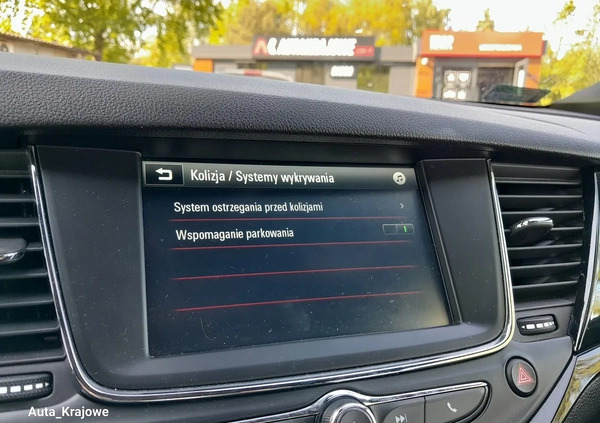 Kolizja / Systemy wykrywania
System ostrzegania przed kolizjami
Wspomaganie parkowania
Auta_Krajowe